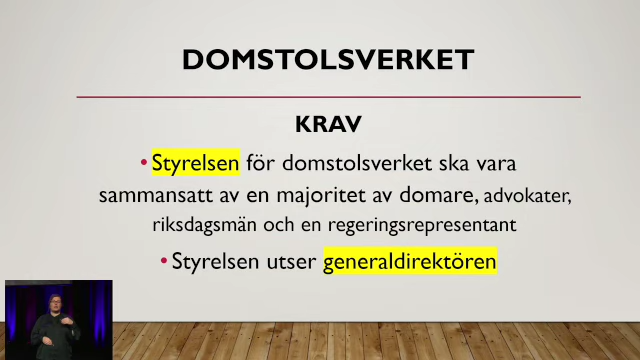 DOMSTOLSVERKET
KRAV
• Styrelsen för domstolsverket ska vara
sammansatt av en majoritet av domare, advokater,
riksdagsmän och en regeringsrepresentant
• Styrelsen utser generaldirektören